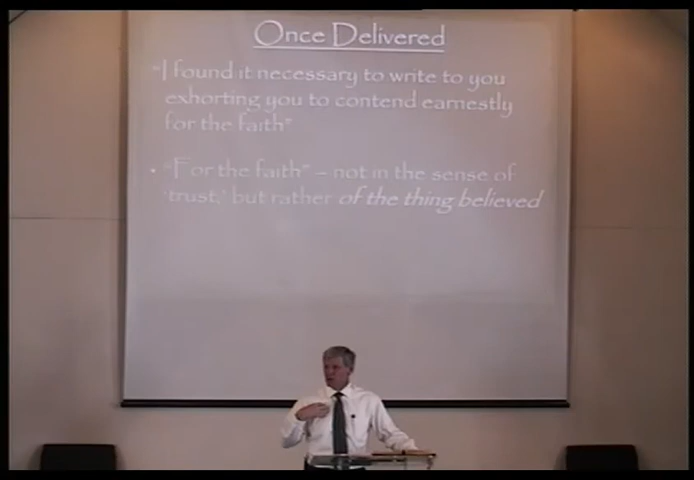 Once Delivered
"I found it necessary to write to you
exhorting you to contend earnestly
for the faith"
• "For the faith" – not in the sense of
'trust,' but rather of the thing believed